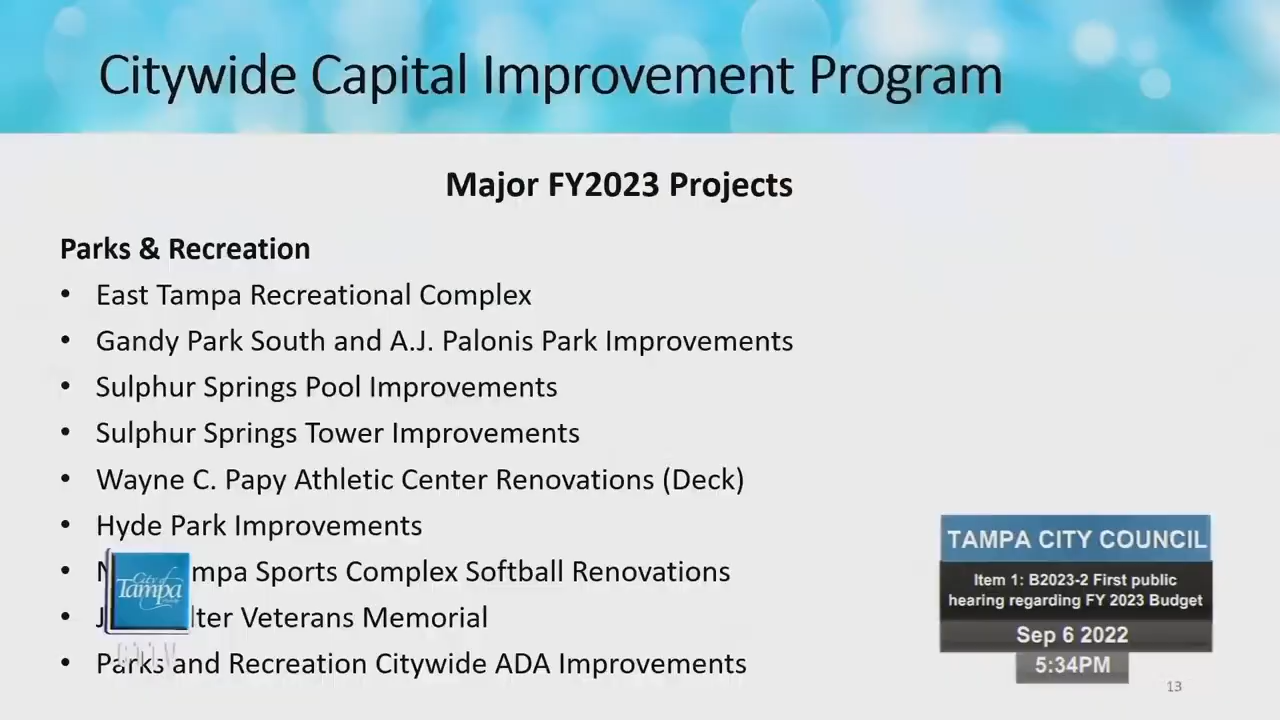 Citywide Capital Improvement Program
Major FY2023 Projects
Parks & Recreation
• East Tampa Recreational Complex
• Gandy Park South and A.J. Palonis Park Improvements
• Sulphur Springs Pool Improvements
• Sulphur Springs Tower Improvements
• Wayne C. Papy Athletic Center Renovations (Deck)
• Hyde Park Improvements
• Sports Complex Softball Renovations
• Veterans Memorial
• Parks and Recreation Citywide ADA Improvements
City of
Tampa
CTTV
TAMPA CITY COUNCIL
Item 1: B2023-2 First public
hearing regarding FY 2023 Budget
Sep 6 2022
5:34PM
13